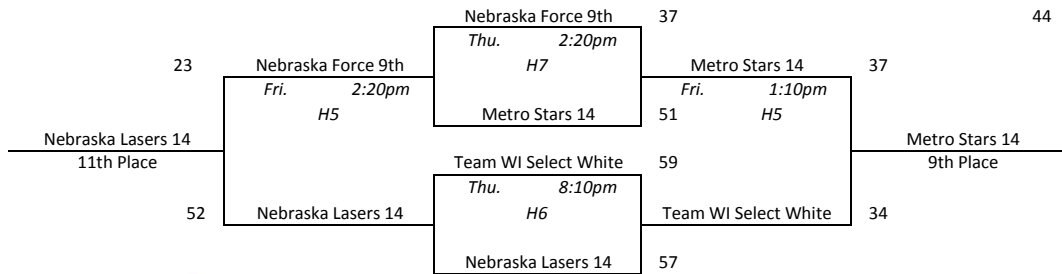 Nebraska Force 9th 37 44
Thu. 2:20pm
23 Nebraska Force 9th H7 Metro Stars 14 37
Fri. 2:20pm Fri. 1:10pm
H5 Metro Stars 14 51 H5
Nebraska Lasers 14 Metro Stars 14
11th Place Team WI Select White 59 9th Place
Thu. 8:10pm
52 Nebraska Lasers 14 H6 Team WI Select White 34
Nebraska Lasers 14 57